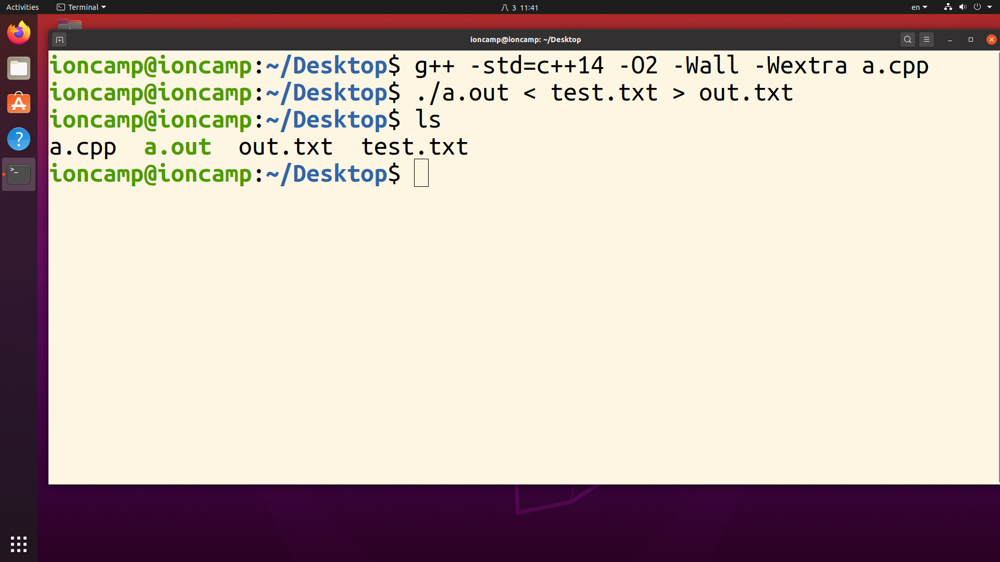 Activities Terminal 八 3 11:41 en
ioncamp@ioncamp: ~/Desktop
ioncamp@ioncamp:~/Desktop$ g++ -std=c++14 -O2 -Wall -Wextra a.cpp
ioncamp@ioncamp:~/Desktop$ ./a.out < test.txt > out.txt
ioncamp@ioncamp:~/Desktop$ ls
a.cpp  a.out  out.txt  test.txt
ioncamp@ioncamp:~/Desktop$